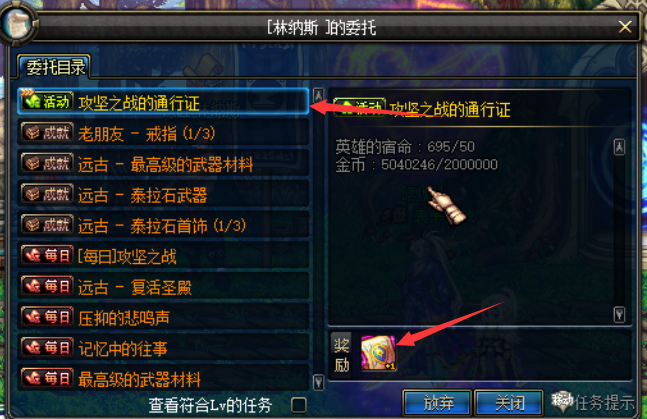 [林纳斯 ]的委托
委托目录
活动 攻坚之战的通行证
成就 老朋友 - 戒指 (1/3)
成就 远古 - 最高级的武器材料
成就 远古 - 泰拉石武器
成就 远古 - 泰拉石首饰 (1/3)
每日 [每日]攻坚之战
每日 远古 - 复活圣殿
每日 压抑的悲鸣声
每日 记忆中的往事
每日 最高级的武器材料
查看符合Lv的任务
活动 攻坚之战的通行证
英雄的宿命 : 695/50
金币 : 5040246/2000000
奖励
+1
放弃
关闭
移动 任务提示